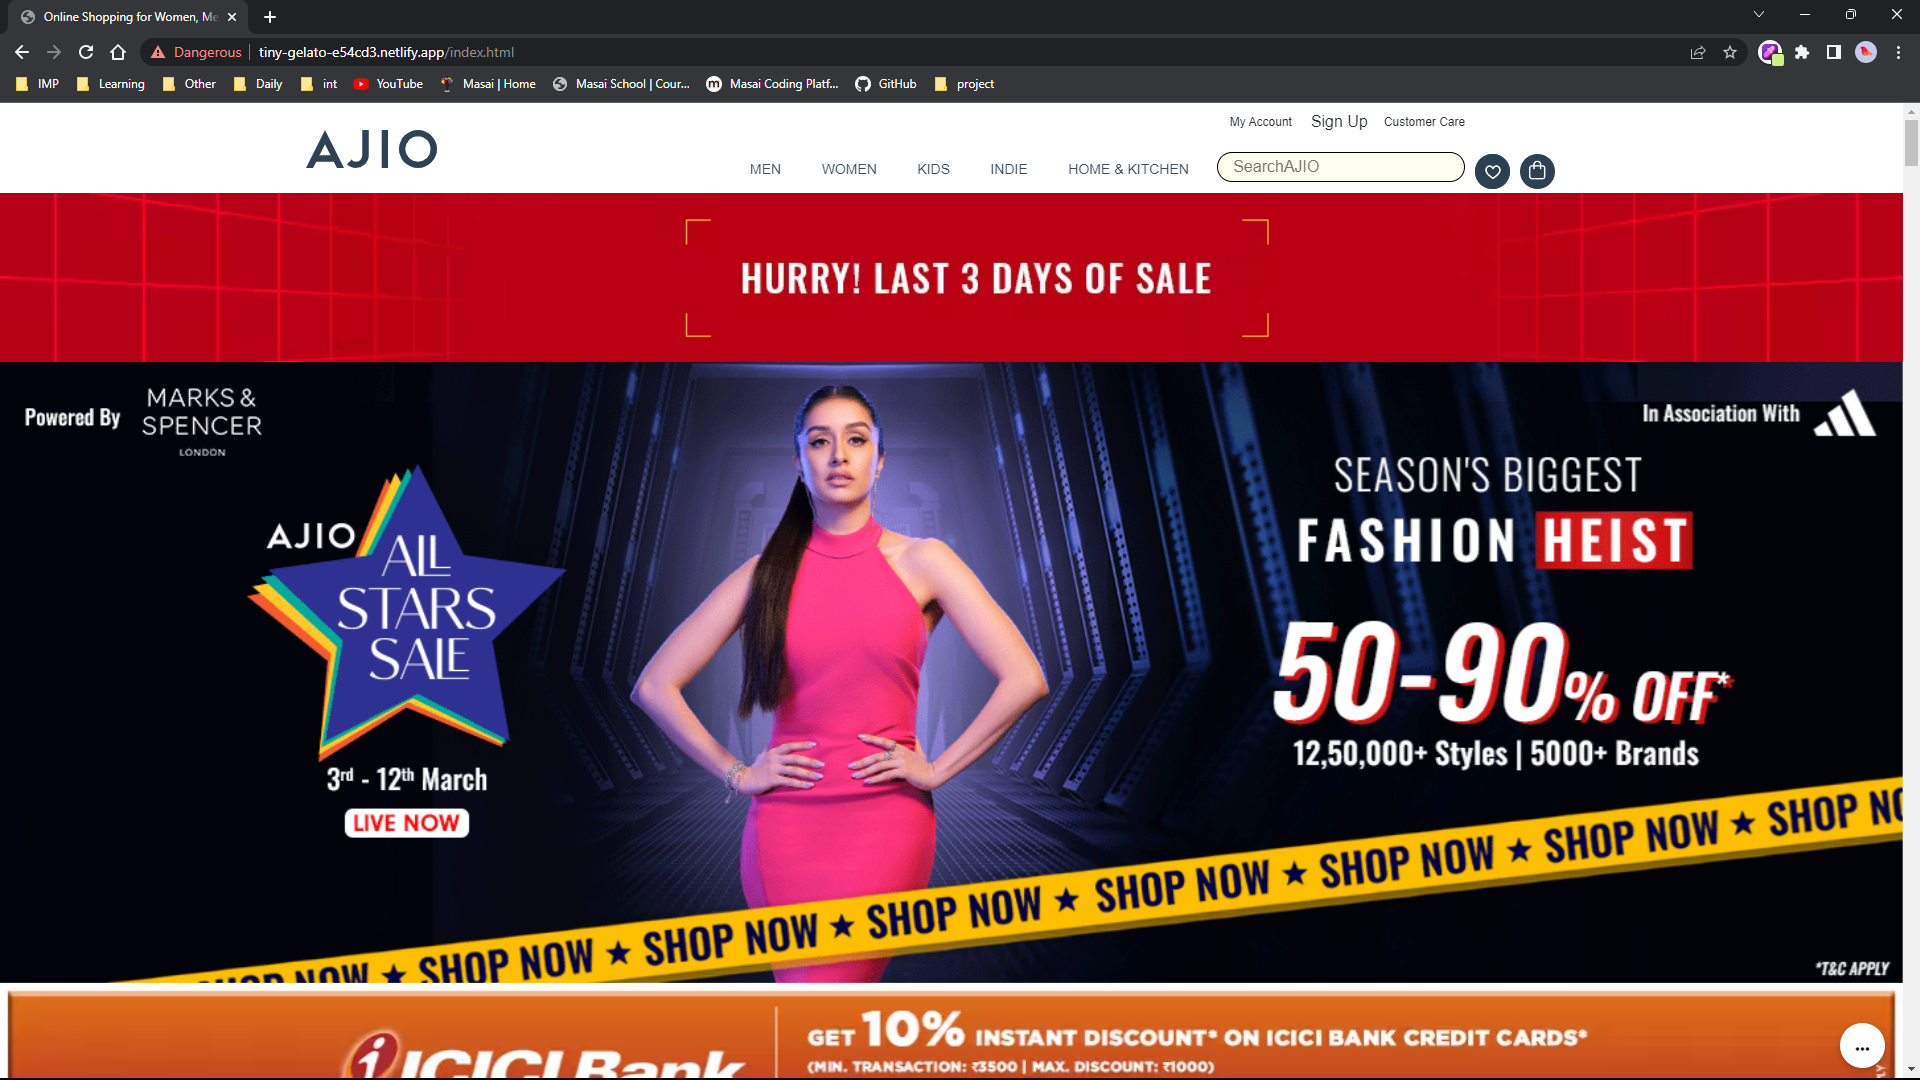 Online Shopping for Women, Me
Dangerous
tiny-gelato-e54cd3.netlify.app/index.html
IMP
Learning
Other
Daily
int
YouTube
Masai | Home
Masai School | Cour...
Masai Coding Platf...
GitHub
project
AJIO
My Account
Sign Up
Customer Care
MEN
WOMEN
KIDS
INDIE
HOME & KITCHEN
SearchAJIO
HURRY! LAST 3 DAYS OF SALE
Powered By
MARKS &
SPENCER
LONDON
In Association With
AJIO
ALL
STARS
SALE
3rd - 12th March
LIVE NOW
SEASON'S BIGGEST
FASHION HEIST
50-90% OFF*
12,50,000+ Styles | 5000+ Brands
SHOP NOW ★ SHOP NOW ★ SHOP NOW ★ SHOP NOW ★ SHOP NOW ★ SHOP NOW ★ SHOP NO
*T&C APPLY
ICICI Bank
GET 10% INSTANT DISCOUNT* ON ICICI BANK CREDIT CARDS*
(MIN. TRANSACTION: ₹3500 | MAX. DISCOUNT: ₹1000)